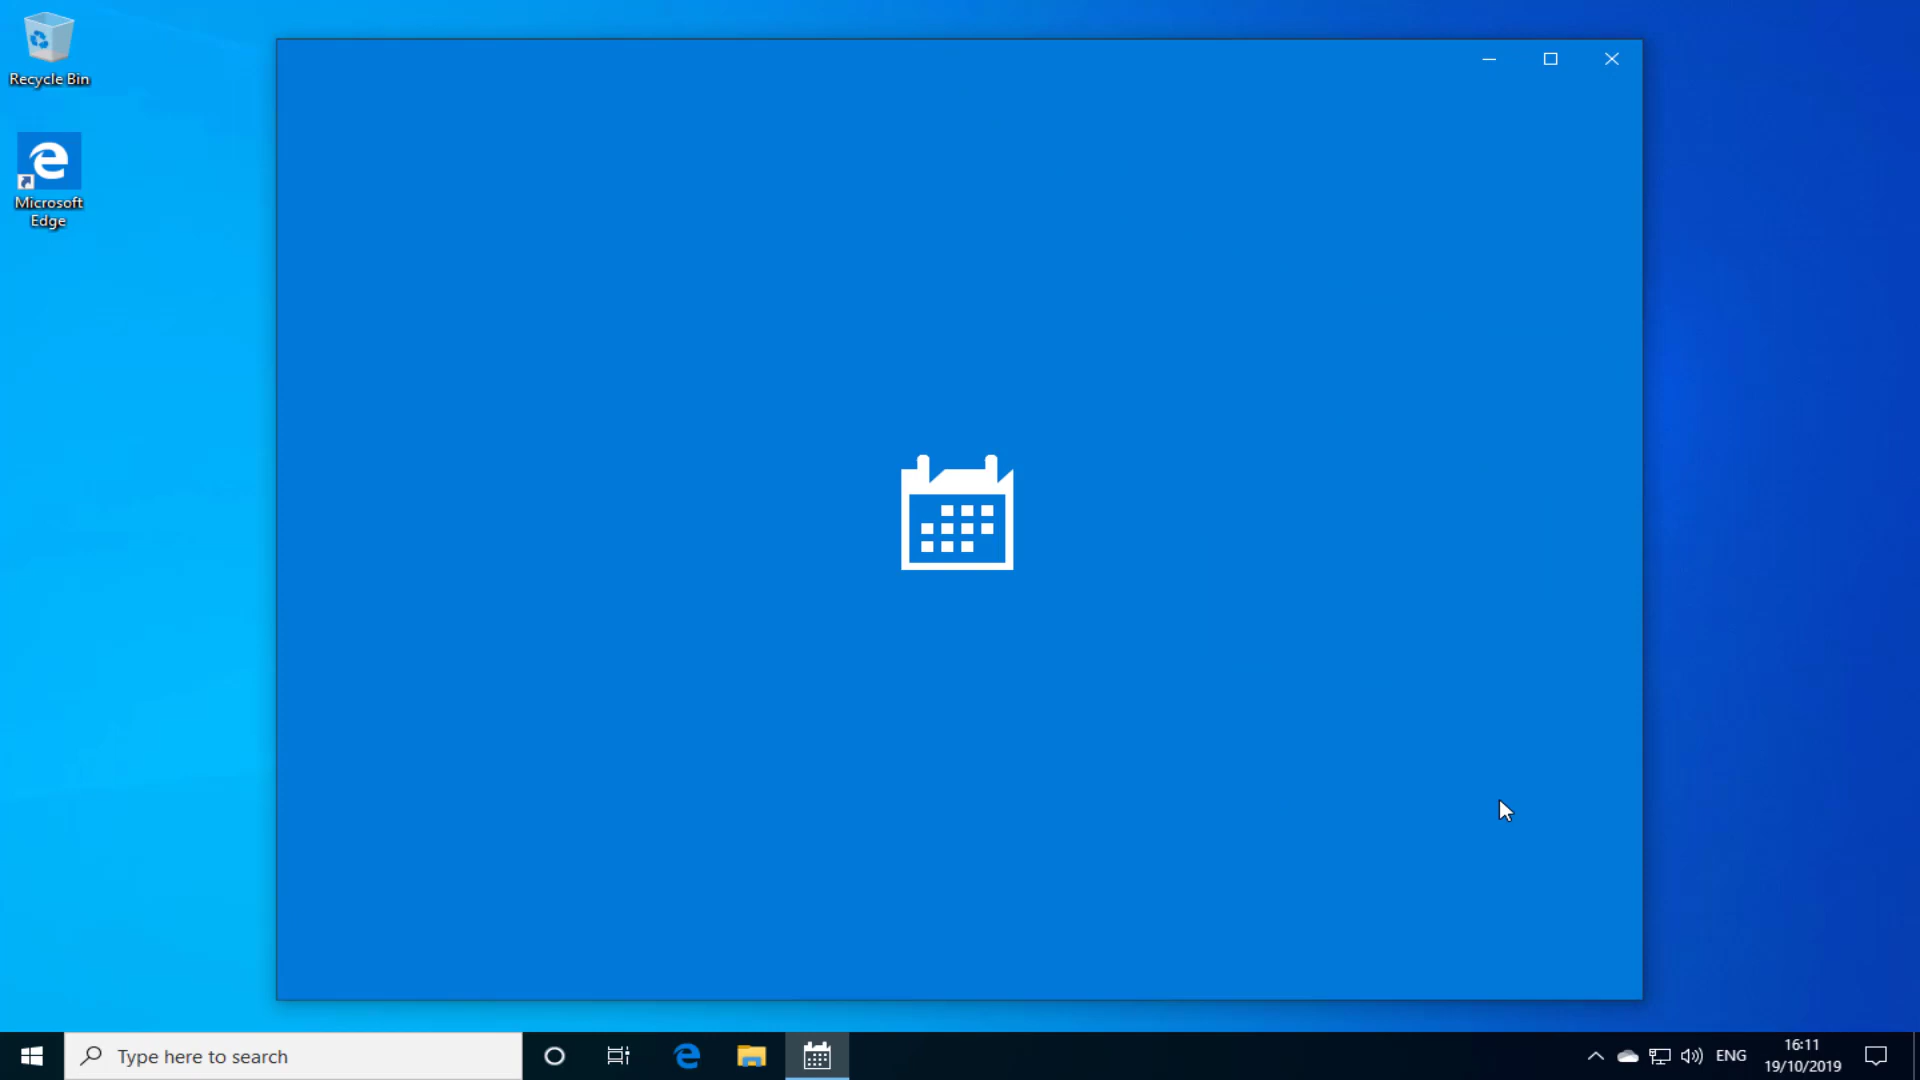 Recycle Bin
Microsoft
Edge
Type here to search
ENG
16:11
19/10/2019